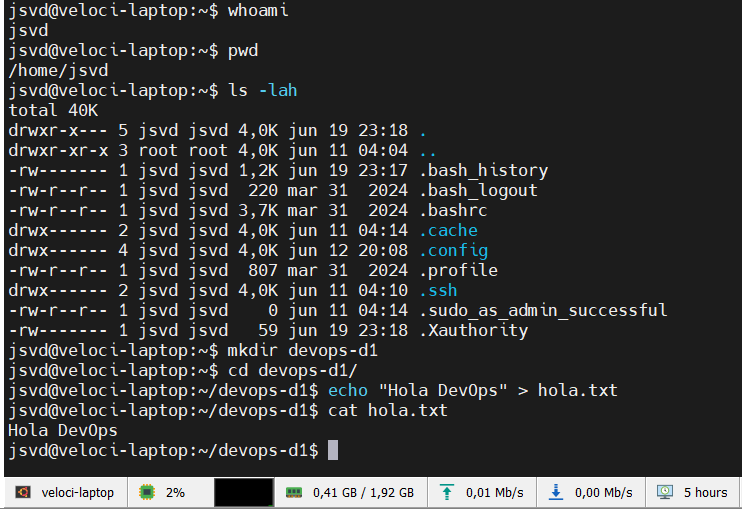 jsvd@veloci-laptop:~$ whoami
jsvd
jsvd@veloci-laptop:~$ pwd
/home/jsvd
jsvd@veloci-laptop:~$ ls -lah
total 40K
drwxr-x--- 5 jsvd jsvd 4,0K jun 19 23:18 .
drwxr-xr-x 3 root root 4,0K jun 11 04:04 ..
-rw------- 1 jsvd jsvd 1,2K jun 19 23:17 .bash_history
-rw-r--r-- 1 jsvd jsvd  220 mar 31  2024 .bash_logout
-rw-r--r-- 1 jsvd jsvd 3,7K mar 31  2024 .bashrc
drwx------ 2 jsvd jsvd 4,0K jun 11 04:14 .cache
drwx------ 4 jsvd jsvd 4,0K jun 12 20:08 .config
-rw-r--r-- 1 jsvd jsvd  807 mar 31  2024 .profile
drwx------ 2 jsvd jsvd 4,0K jun 11 04:10 .ssh
-rw-r--r-- 1 jsvd jsvd    0 jun 11 04:14 .sudo_as_admin_successful
-rw------- 1 jsvd jsvd   59 jun 19 23:18 .Xauthority
jsvd@veloci-laptop:~$ mkdir devops-d1
jsvd@veloci-laptop:~$ cd devops-d1/
jsvd@veloci-laptop:~/devops-d1$ echo "Hola DevOps" > hola.txt
jsvd@veloci-laptop:~/devops-d1$ cat hola.txt
Hola DevOps
jsvd@veloci-laptop:~/devops-d1$
veloci-laptop 2% 0,41 GB / 1,92 GB 0,01 Mb/s 0,00 Mb/s 5 hours